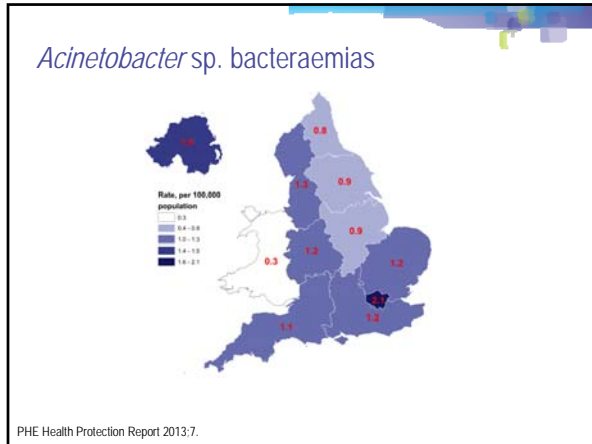 Acinetobacter sp. bacteraemias
0.8
1.3
0.9
Rate, per 100,000
population
0.3
1.0 - 1.3
1.4 - 1.5
1.6 - 2.1
0.9
0.3
1.2
1.2
2.1
1.1
1.2
PHE Health Protection Report 2013;7.